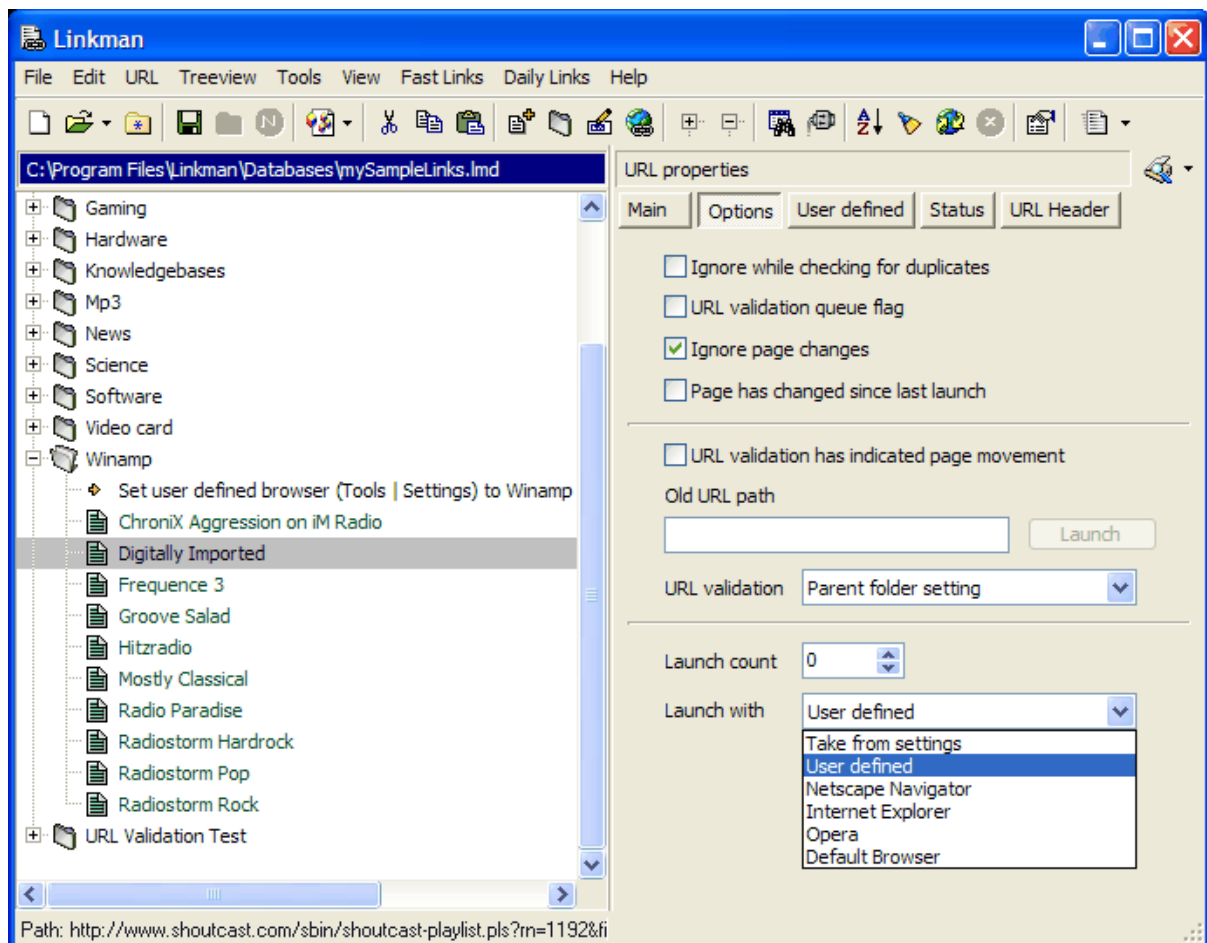 Linkman
File Edit URL Treeview Tools View Fast Links Daily Links Help
C:\Program Files\Linkman\Databases\mySampleLinks.lmd
Gaming
Hardware
Knowledgebases
Mp3
News
Science
Software
Video card
Winamp
Set user defined browser (Tools | Settings) to Winamp
ChroniX Aggression on iM Radio
Digitally Imported
Frequence 3
Groove Salad
Hitzradio
Mostly Classical
Radio Paradise
Radiostorm Hardrock
Radiostorm Pop
Radiostorm Rock
URL Validation Test
Path: http://www.shoutcast.com/sbin/shoutcast-playlist.pls?rn=1192&fi
URL properties
Main Options User defined Status URL Header
Ignore while checking for duplicates
URL validation queue flag
Ignore page changes
Page has changed since last launch
URL validation has indicated page movement
Old URL path
Launch
URL validation Parent folder setting
Launch count 0
Launch with User defined
Take from settings
User defined
Netscape Navigator
Internet Explorer
Opera
Default Browser